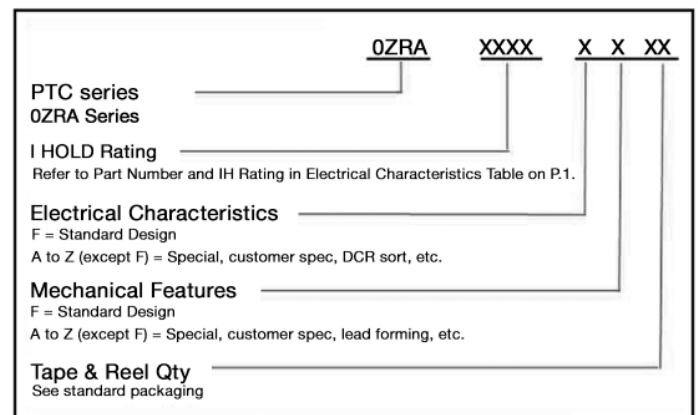 0ZRA XXXX X X XX
PTC series
0ZRA Series
I HOLD Rating
Refer to Part Number and IH Rating in Electrical Characteristics Table on P.1.
Electrical Characteristics
F = Standard Design
A to Z (except F) = Special, customer spec, DCR sort, etc.
Mechanical Features
F = Standard Design
A to Z (except F) = Special, customer spec, lead forming, etc.
Tape & Reel Qty
See standard packaging